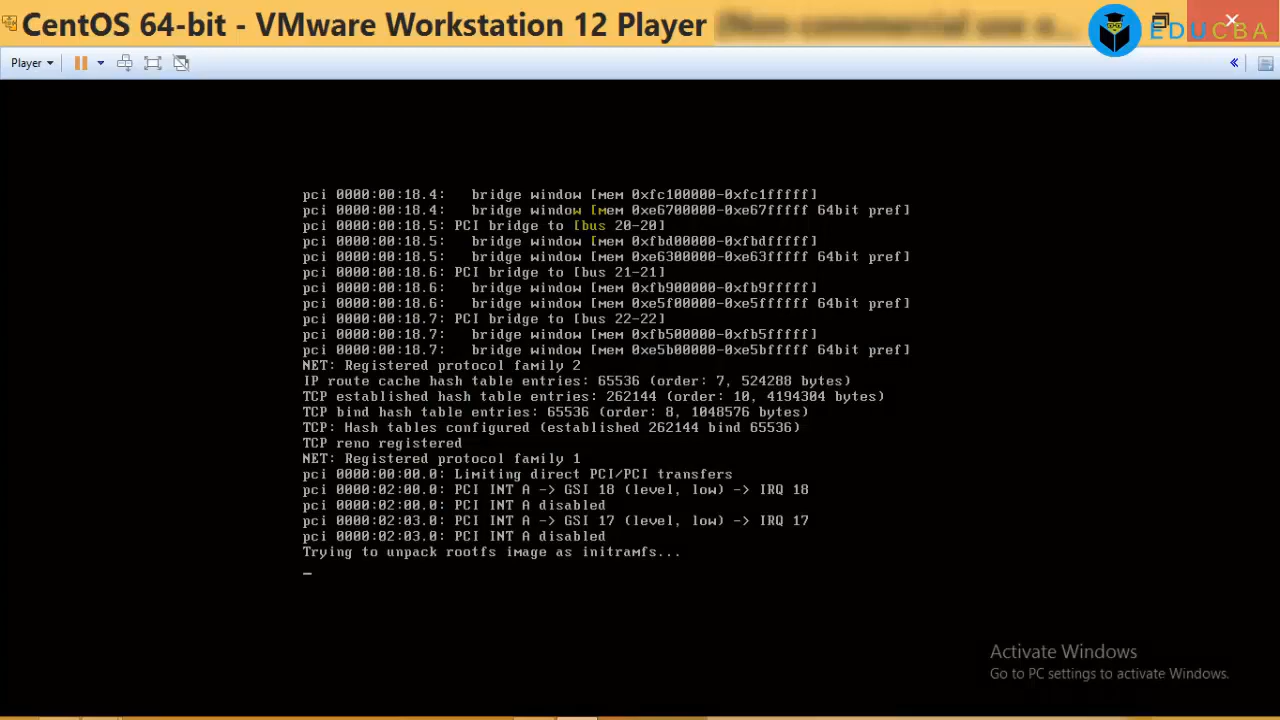 CentOS 64-bit - VMware Workstation 12 Player
EDUCBA
Player
pci 0000:00:18.4:   bridge window [mem 0xfc100000-0xfc1fffff]
pci 0000:00:18.4:   bridge window [mem 0xe6700000-0xe67fffff 64bit pref]
pci 0000:00:18.5: PCI bridge to [bus 20-20]
pci 0000:00:18.5:   bridge window [mem 0xfbd00000-0xfbdfffff]
pci 0000:00:18.5:   bridge window [mem 0xe6300000-0xe63fffff 64bit pref]
pci 0000:00:18.6: PCI bridge to [bus 21-21]
pci 0000:00:18.6:   bridge window [mem 0xfb900000-0xfb9fffff]
pci 0000:00:18.6:   bridge window [mem 0xe5f00000-0xe5ffffff 64bit pref]
pci 0000:00:18.7: PCI bridge to [bus 22-22]
pci 0000:00:18.7:   bridge window [mem 0xfb500000-0xfb5fffff]
pci 0000:00:18.7:   bridge window [mem 0xe5b00000-0xe5bfffff 64bit pref]
NET: Registered protocol family 2
IP route cache hash table entries: 65536 (order: 7, 524288 bytes)
TCP established hash table entries: 262144 (order: 10, 4194304 bytes)
TCP bind hash table entries: 65536 (order: 8, 1048576 bytes)
TCP: Hash tables configured (established 262144 bind 65536)
TCP reno registered
NET: Registered protocol family 1
pci 0000:00:00.0: Limiting direct PCI/PCI transfers
pci 0000:02:00.0: PCI INT A -> GSI 18 (level, low) -> IRQ 18
pci 0000:02:00.0: PCI INT A disabled
pci 0000:02:03.0: PCI INT A -> GSI 17 (level, low) -> IRQ 17
pci 0000:02:03.0: PCI INT A disabled
Trying to unpack rootfs image as initramfs...
_
Activate Windows
Go to PC settings to activate Windows.